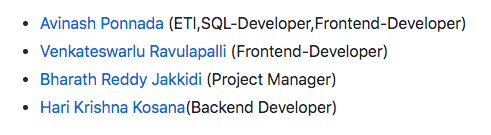 Avinash Ponnada (ETl,SQL-Developer,Frontend-Developer)
Venkateswarlu Ravulapalli (Frontend-Developer)
Bharath Reddy Jakkidi (Project Manager)
Hari Krishna Kosana(Backend Developer)